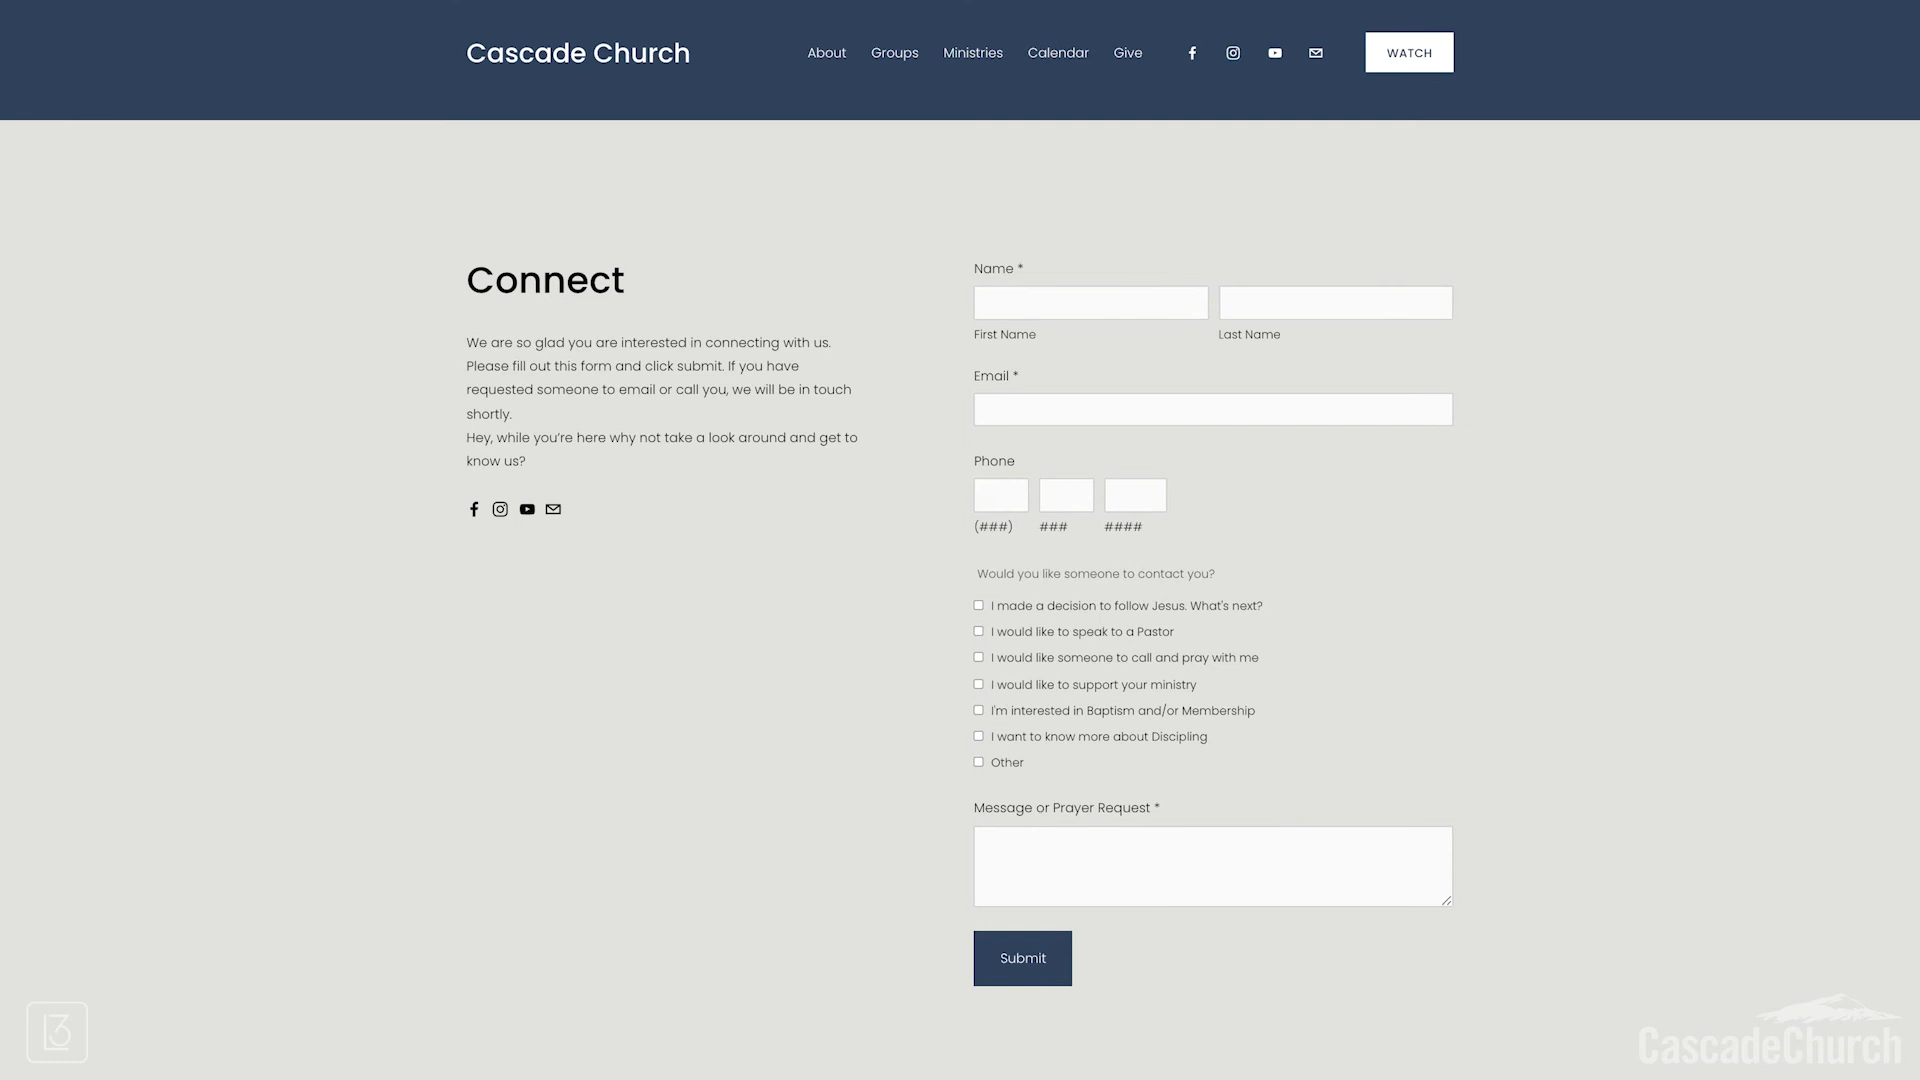 Cascade Church
About Groups Ministries Calendar Give WATCH
Connect
We are so glad you are interested in connecting with us.
Please fill out this form and click submit. If you have
requested someone to email or call you, we will be in touch
shortly.
Hey, while you’re here why not take a look around and get to
know us?
Name *
First Name Last Name
Email *
Phone
(###) ### ####
Would you like someone to contact you?
I made a decision to follow Jesus. What's next?
I would like to speak to a Pastor
I would like someone to call and pray with me
I would like to support your ministry
I'm interested in Baptism and/or Membership
I want to know more about Discipling
Other
Message or Prayer Request *
Submit
L3
CascadeChurch